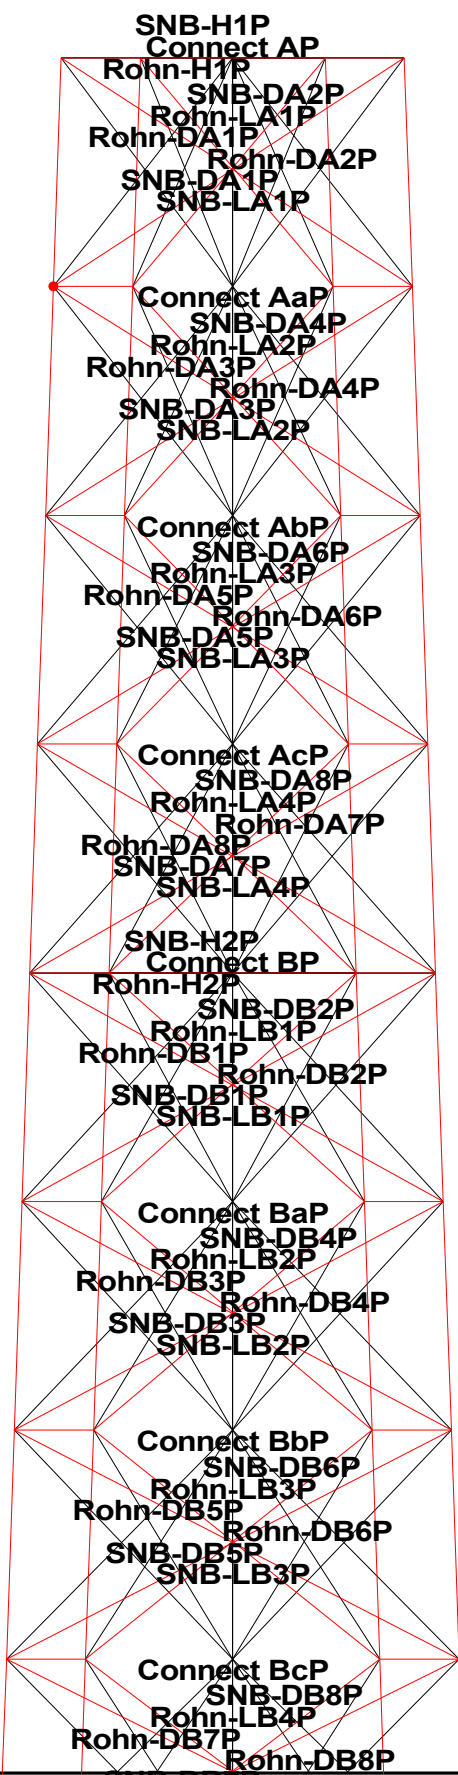 SNB-H1P
Connect AP
Rohn-H1P
SNB-DA2P
Rohn-LA1P
Rohn-DA1P
Rohn-DA2P
SNB-DA1P
SNB-LA1P
Connect AaP
SNB-DA4P
Rohn-LA2P
Rohn-DA3P
Rohn-DA4P
SNB-DA3P
SNB-LA2P
Connect AbP
SNB-DA6P
Rohn-LA3P
Rohn-DA5P
Rohn-DA6P
SNB-DA5P
SNB-LA3P
Connect AcP
SNB-DA8P
Rohn-LA4P
Rohn-DA7P
Rohn-DA8P
SNB-DA7P
SNB-LA4P
SNB-H2P
Connect BP
Rohn-H2P
SNB-DB2P
Rohn-LB1P
Rohn-DB1P
Rohn-DB2P
SNB-DB1P
SNB-LB1P
Connect BaP
SNB-DB4P
Rohn-LB2P
Rohn-DB3P
Rohn-DB4P
SNB-DB3P
SNB-LB2P
Connect BbP
SNB-DB6P
Rohn-LB3P
Rohn-DB5P
Rohn-DB6P
SNB-DB5P
SNB-LB3P
Connect BcP
SNB-DB8P
Rohn-LB4P
Rohn-DB7P
Rohn-DB8P